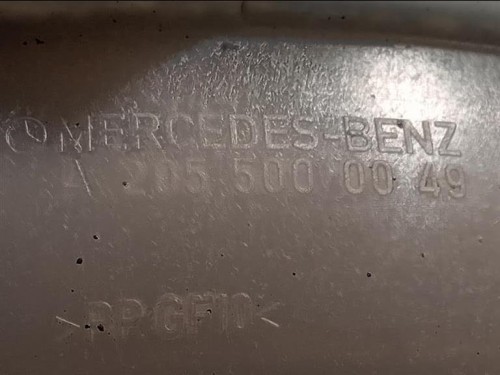 MERCEDES-BENZ
A 205 500 00 49
>PP-GF10<